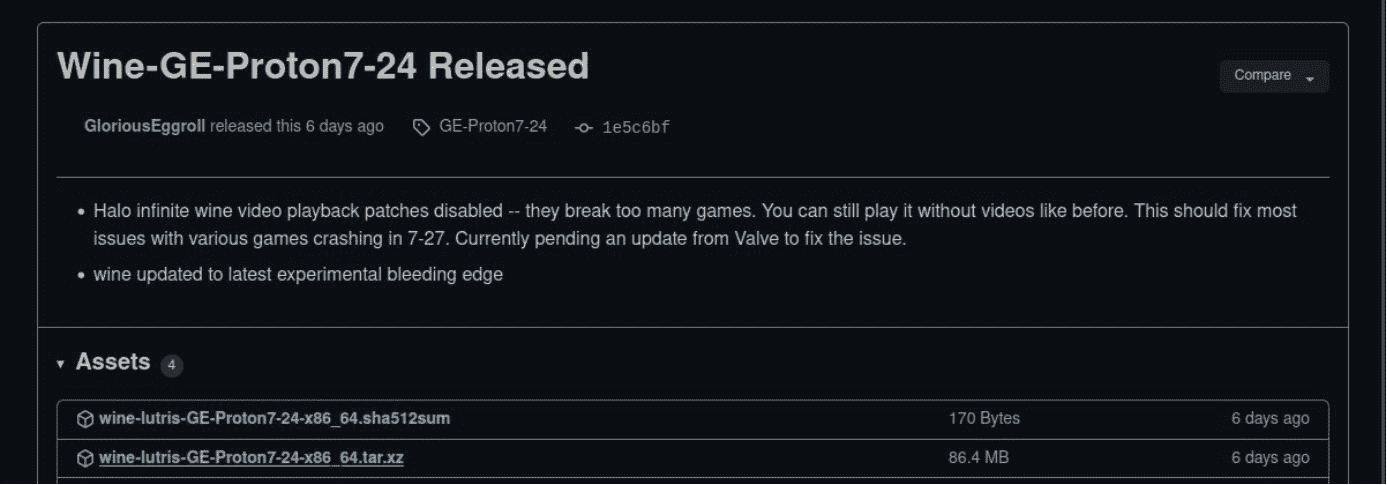 Wine-GE-Proton7-24 Released
Compare
GloriousEggroll released this 6 days ago GE-Proton7-24 1e5c6bf
Halo infinite wine video playback patches disabled -- they break too many games. You can still play it without videos like before. This should fix most
issues with various games crashing in 7-27. Currently pending an update from Valve to fix the issue.
wine updated to latest experimental bleeding edge
Assets 4
wine-lutris-GE-Proton7-24-x86_64.sha512sum 170 Bytes 6 days ago
wine-lutris-GE-Proton7-24-x86_64.tar.xz 86.4 MB 6 days ago